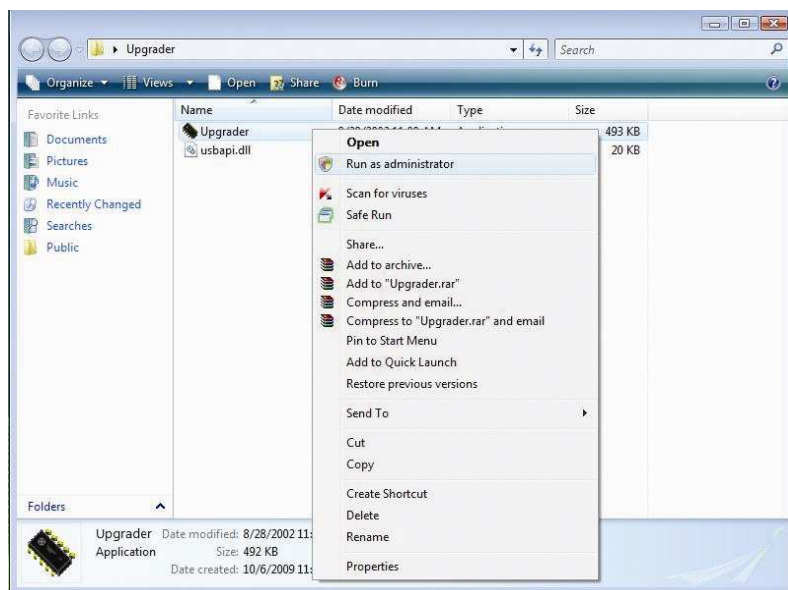 Upgrader
Search
Organize Views Open Share Burn
Favorite Links
Documents
Pictures
Music
Recently Changed
Searches
Public
Folders
Name Date modified Type Size
Upgrader 493 KB
usbapi.dll 20 KB
Open
Run as administrator
Scan for viruses
Safe Run
Share...
Add to archive...
Add to "Upgrader.rar"
Compress and email...
Compress to "Upgrader.rar" and email
Pin to Start Menu
Add to Quick Launch
Restore previous versions
Send To
Cut
Copy
Create Shortcut
Delete
Rename
Properties
Upgrader Date modified: 8/28/2002 11:
Application Size: 492 KB
Date created: 10/6/2009 11: